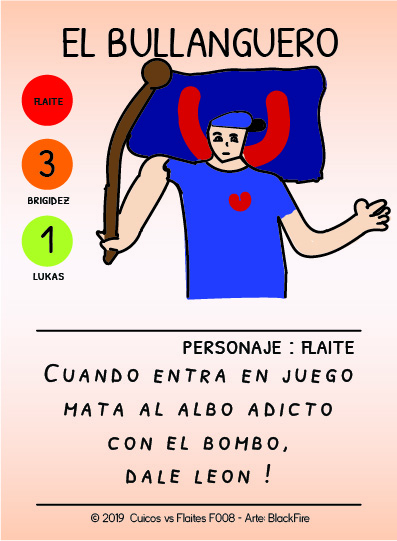 EL BULLANGUERO
FLAITE
3
BRIGIDEZ
1
LUKAS
PERSONAJE : FLAITE
CUANDO ENTRA EN JUEGO
MATA AL ALBO ADICTO
CON EL BOMBO,
DALE LEON !
© 2019 Cuicos vs Flaites F008 - Arte: BlackFire